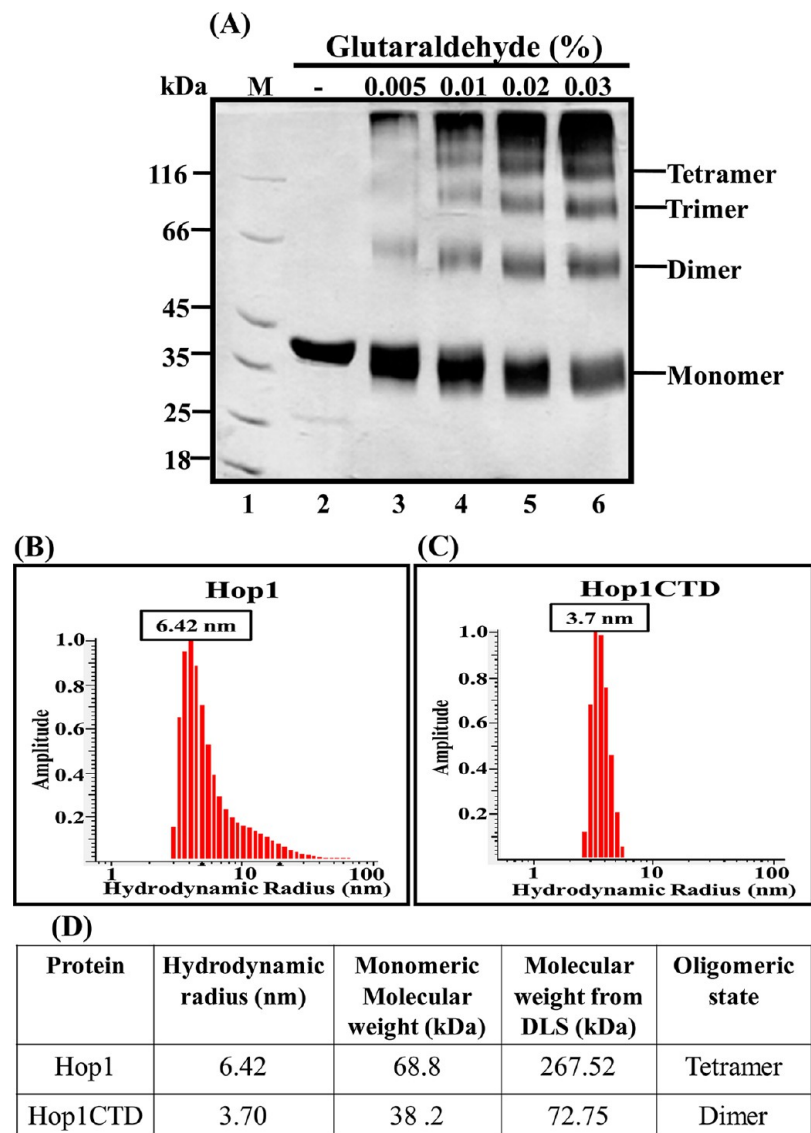 (A)
Glutaraldehyde (%)
kDa M - 0.005 0.01 0.02 0.03
116
66
45
35
25
18
Tetramer
Trimer
Dimer
Monomer
1 2 3 4 5 6
(B)
Hop1
6.42 nm
Amplitude
1.0
0.8
0.6
0.4
0.2
1 10 100
Hydrodynamic Radius (nm)
(C)
Hop1CTD
3.7 nm
Amplitude
1.0
0.8
0.6
0.4
0.2
1 10 100
Hydrodynamic Radius (nm)
(D)
Protein Hydrodynamic radius (nm) Monomeric Molecular weight (kDa) Molecular weight from DLS (kDa) Oligomeric state
Hop1 6.42 68.8 267.52 Tetramer
Hop1CTD 3.70 38 .2 72.75 Dimer